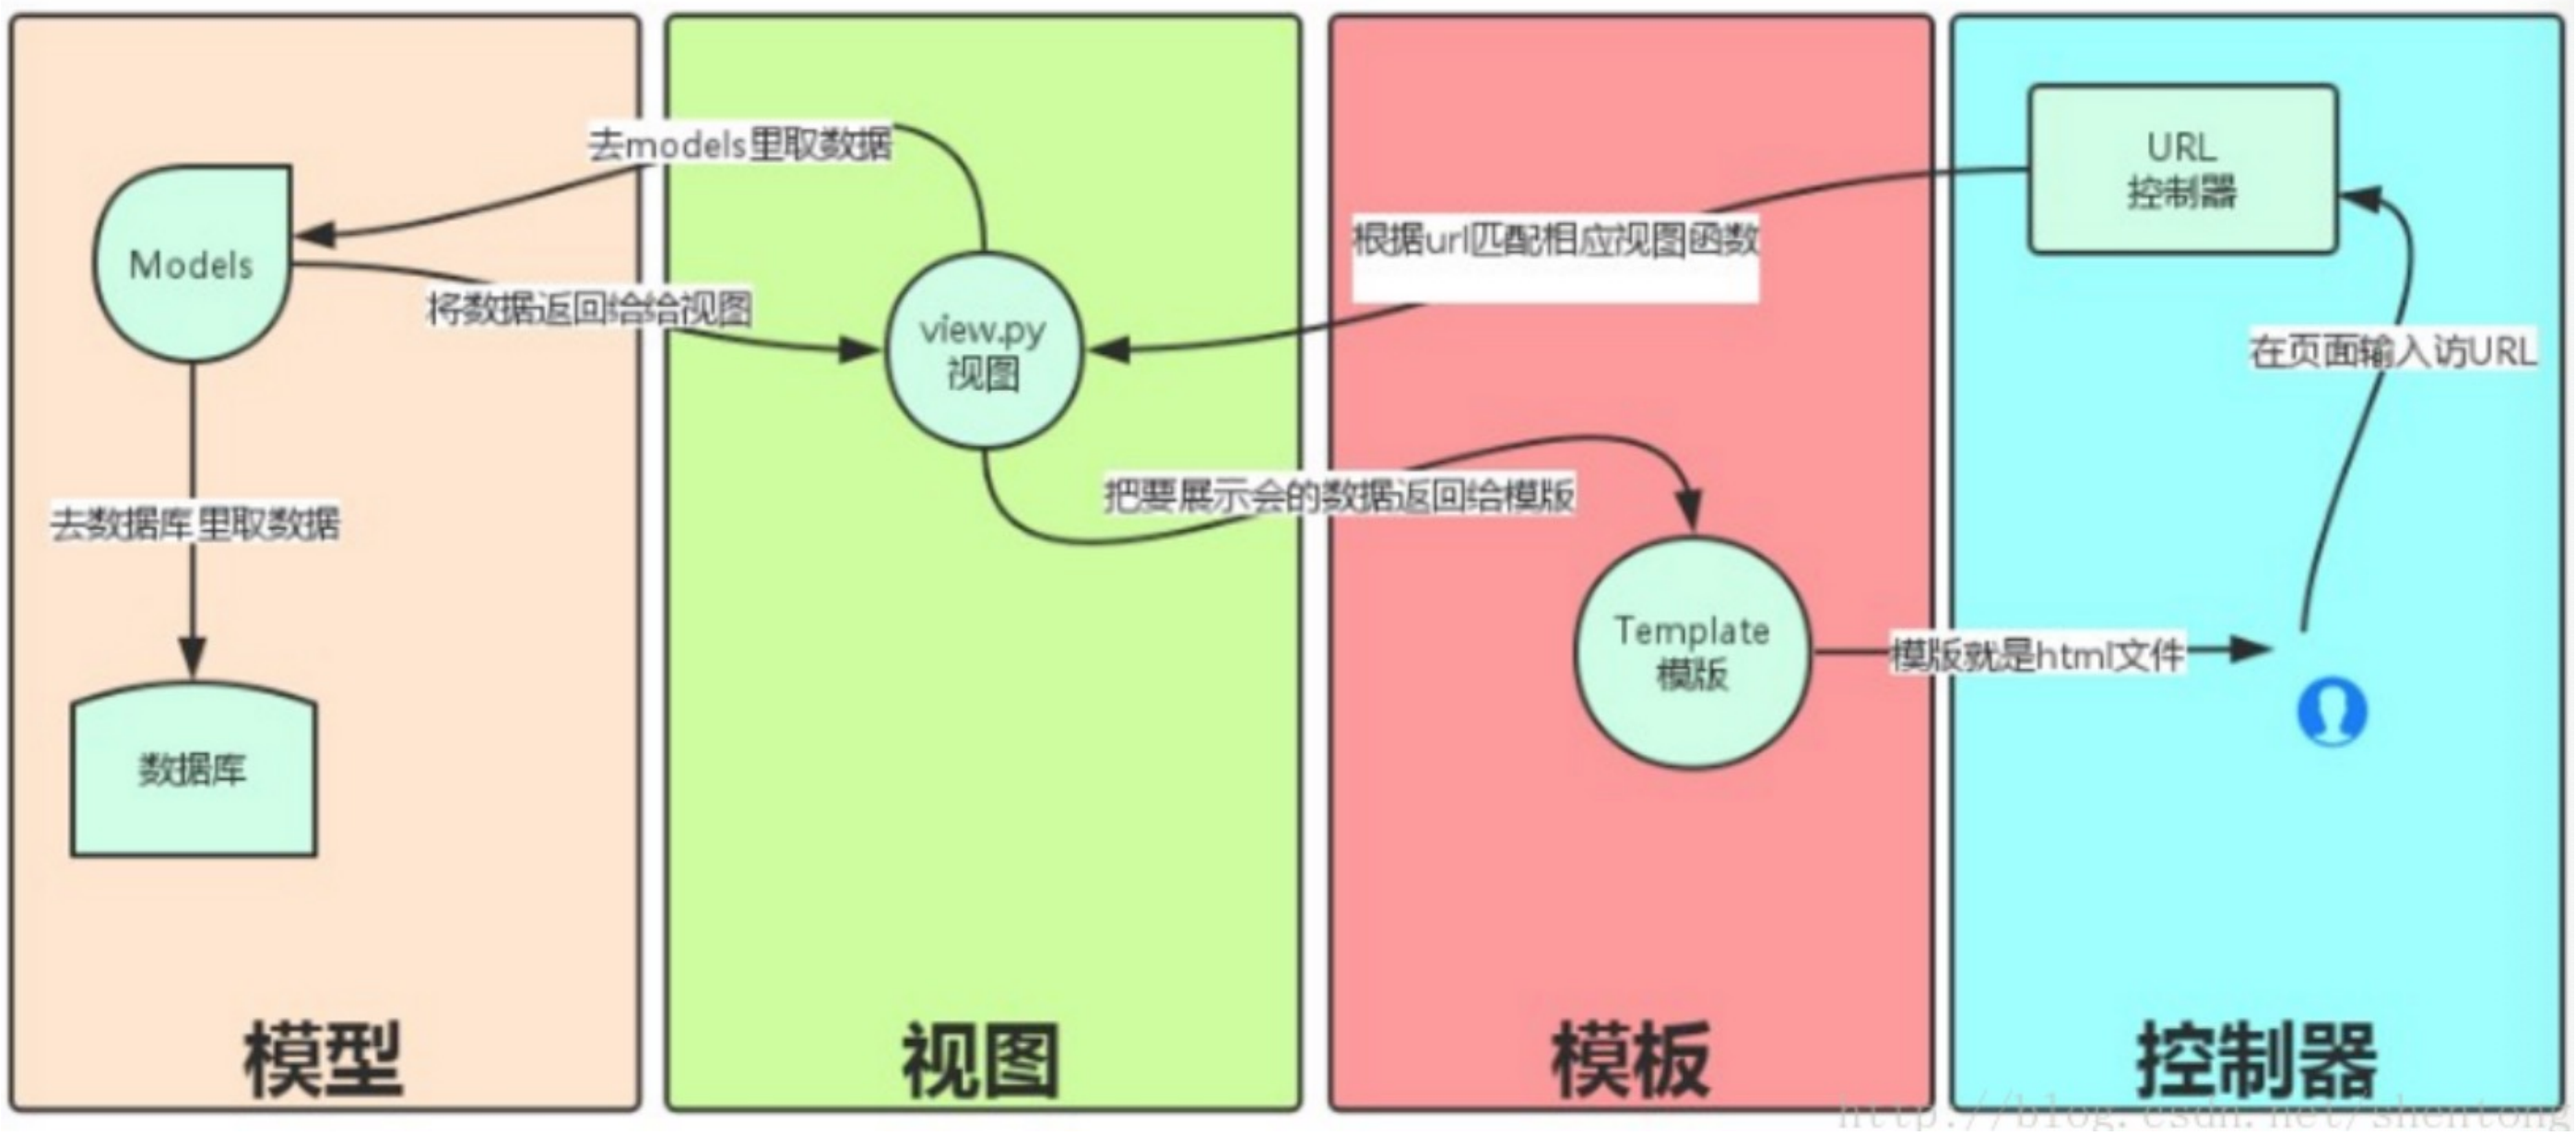 去models里取数据
URL
控制器
根据url匹配相应视图函数
Models
将数据返回给给视图
view.py
视图
在页面输入访URL
把要展示会的数据返回给模版
去数据库里取数据
Template
模版
模版就是html文件
数据库
模型
视图
模板
控制器
http://blog.csdn.net/shentong